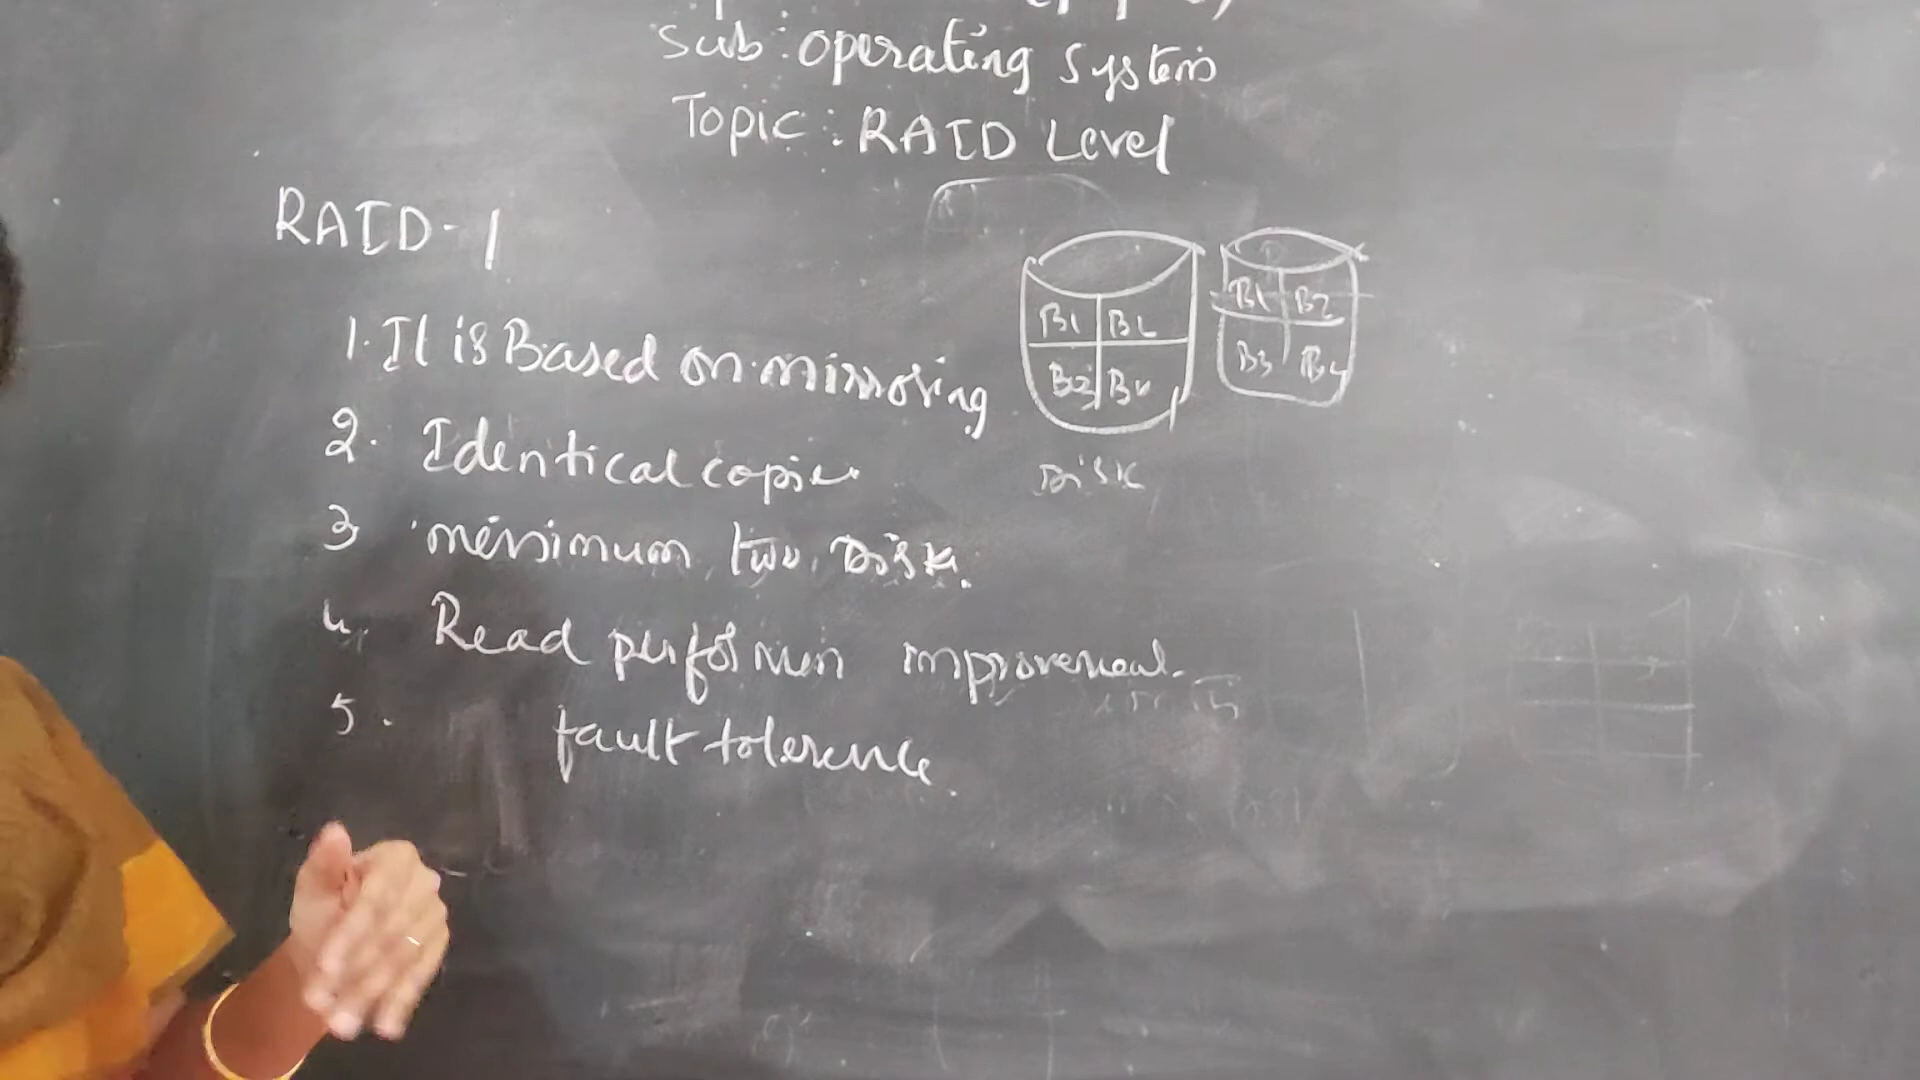 Sub: operating System
Topic: RAID Level
RAID-1
1. It is Based on mirroring
B1 B2
B3 B4
B1 B2
B3 B4
Disk
2. Identical copies
3 minimum two Disk.
4. Read performen improvement.
5. fault tolerence.